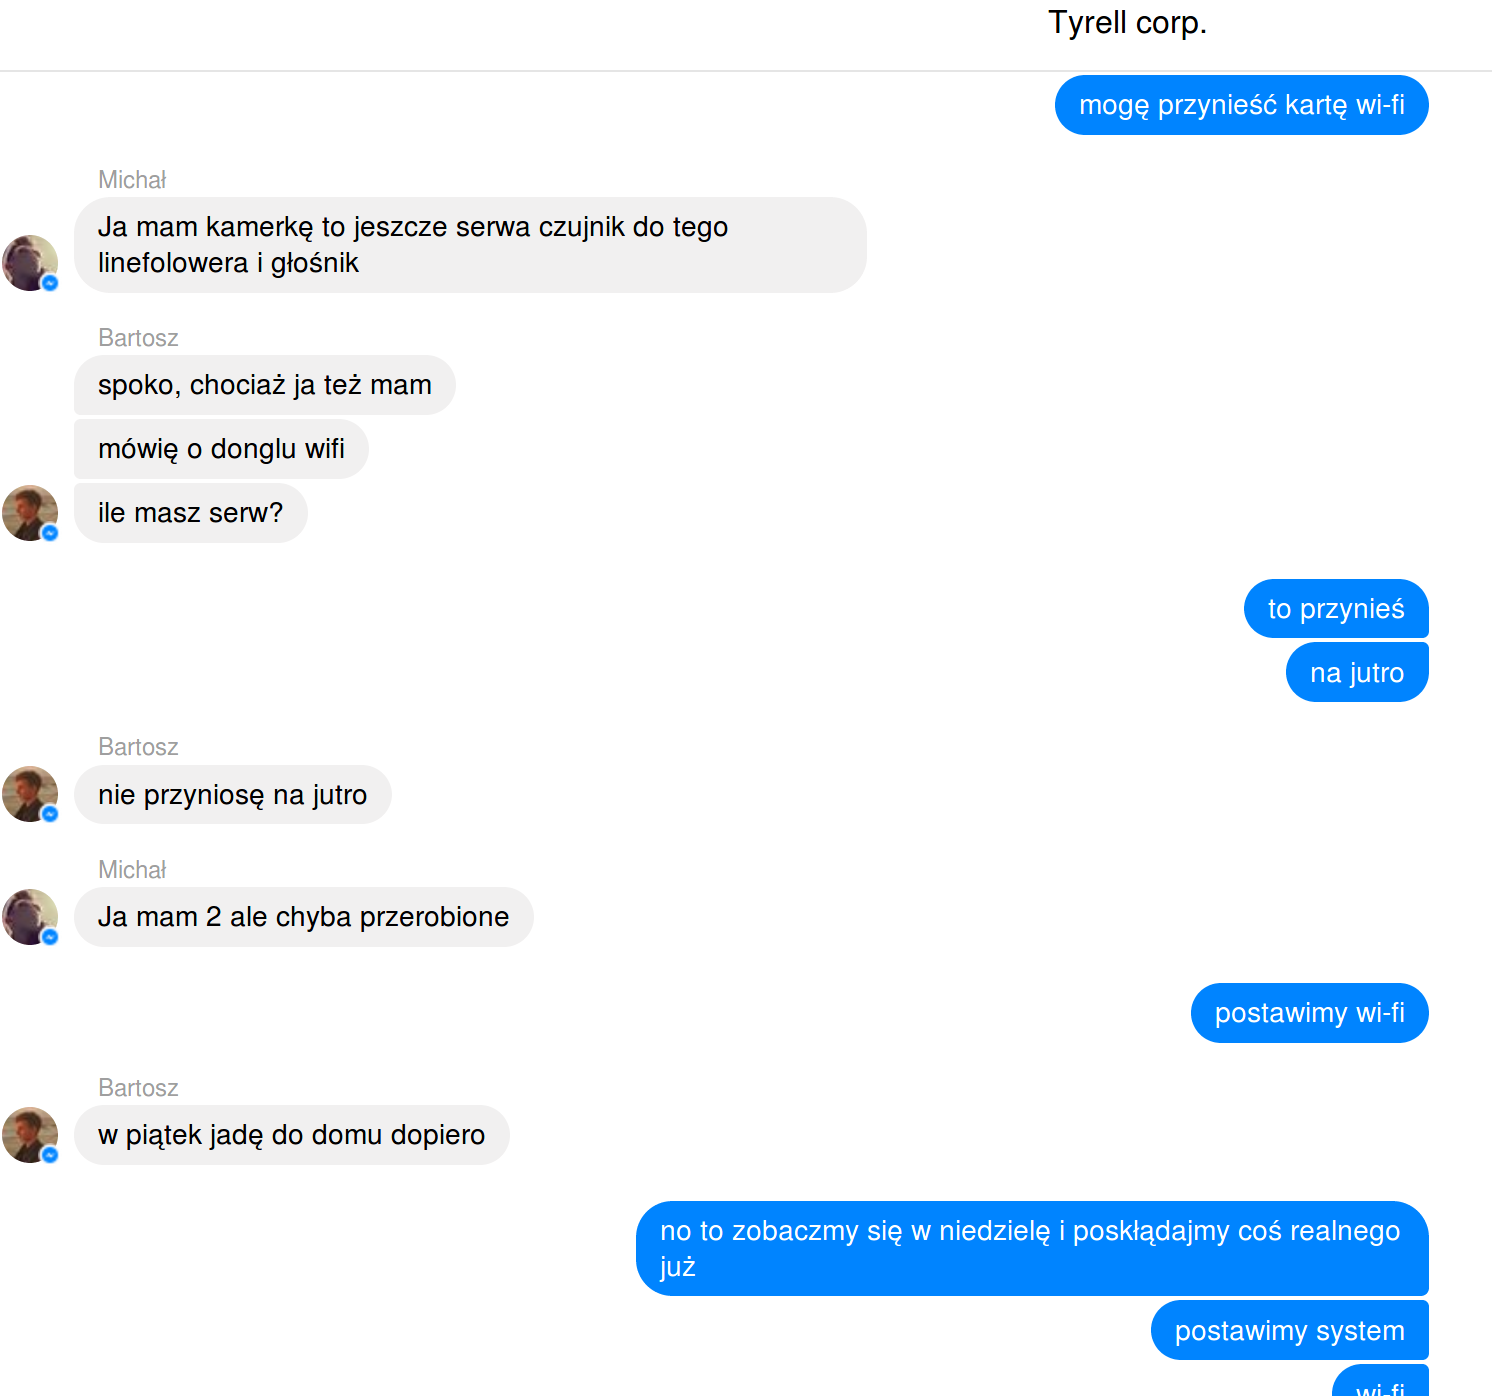 Tyrell corp.
mogę przynieść kartę wi-fi
Michał
Ja mam kamerkę to jeszcze serwa czujnik do tego
linefolowera i głośnik
Bartosz
spoko, chociaż ja też mam
mówię o donglu wifi
ile masz serw?
to przynieś
na jutro
Bartosz
nie przyniosę na jutro
Michał
Ja mam 2 ale chyba przerobione
postawimy wi-fi
Bartosz
w piątek jadę do domu dopiero
no to zobaczmy się w niedzielę i poskłądajmy coś realnego
już
postawimy system
wi-fi